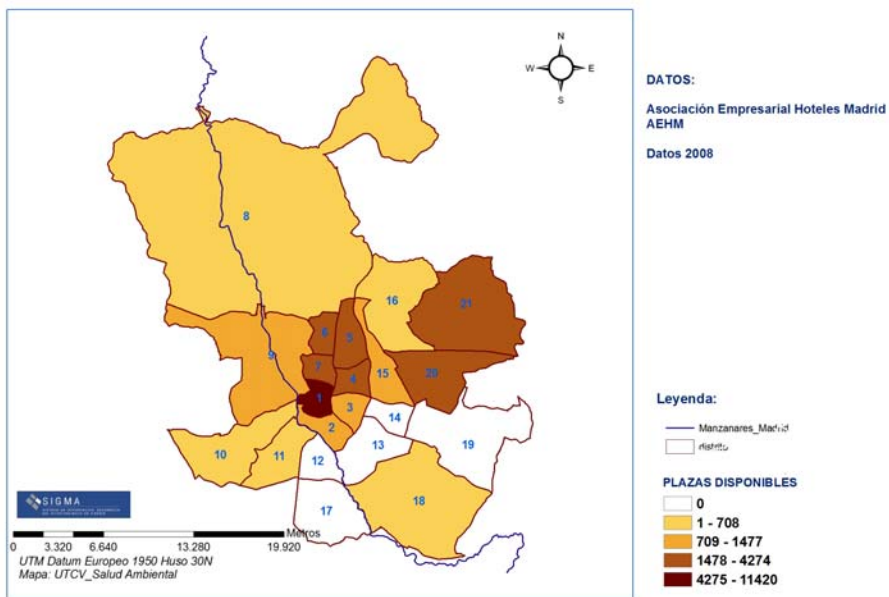 N
W E
S
DATOS:
Asociación Empresarial Hoteles Madrid
AEHM
Datos 2008
8
16
21
6
5
9
7
4
15
20
1
3
2
14
10
11
12
13
19
17
18
Leyenda:
Manzanares_Madrid
distrito
PLAZAS DISPONIBLES
0
1 - 708
709 - 1477
1478 - 4274
4275 - 11420
SIGMA
Metros
0 3.320 6.640 13.280 19.920
UTM Datum Europeo 1950 Huso 30N
Mapa: UTCV_Salud Ambiental